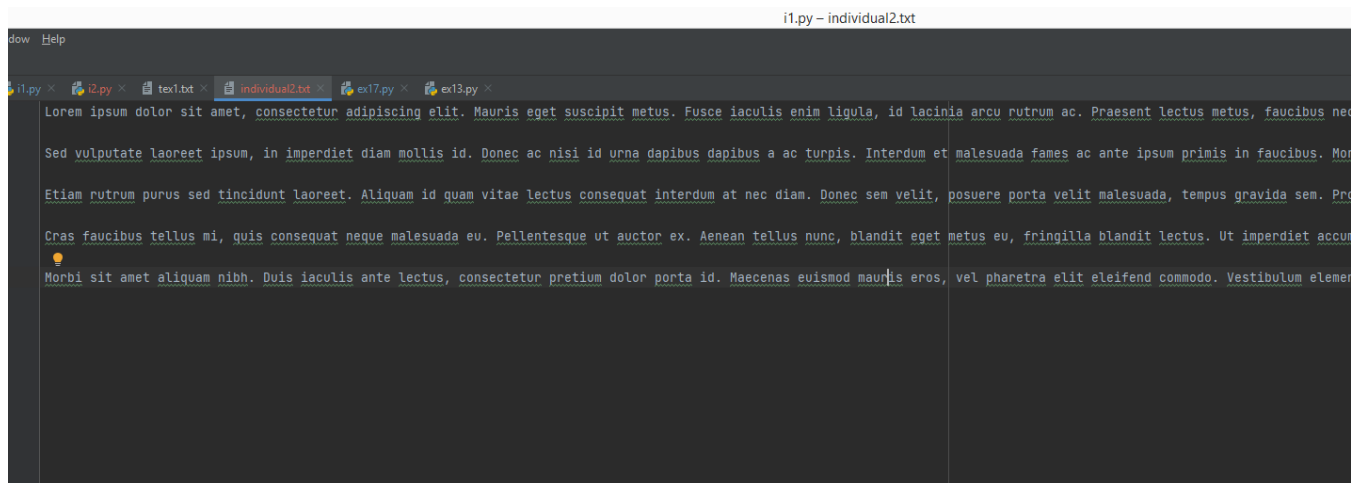 i1.py – individual2.txt
Help
i1.py i2.py tex1.txt individual2.txt ex17.py ex13.py
Lorem ipsum dolor sit amet, consectetur adipiscing elit. Mauris eget suscipit metus. Fusce iaculis enim ligula, id lacinia arcu rutrum ac. Praesent lectus metus, faucibus nec
Sed vulputate laoreet ipsum, in imperdiet diam mollis id. Donec ac nisi id urna dapibus dapibus a ac turpis. Interdum et malesuada fames ac ante ipsum primis in faucibus. Mor
Etiam rutrum purus sed tincidunt laoreet. Aliquam id quam vitae lectus consequat interdum at nec diam. Donec sem velit, posuere porta velit malesuada, tempus gravida sem. Pro
Cras faucibus tellus mi, quis consequat neque malesuada eu. Pellentesque ut auctor ex. Aenean tellus nunc, blandit eget metus eu, fringilla blandit lectus. Ut imperdiet accum
Morbi sit amet aliquam nibh. Duis iaculis ante lectus, consectetur pretium dolor porta id. Maecenas euismod mauris eros, vel pharetra elit eleifend commodo. Vestibulum elemen